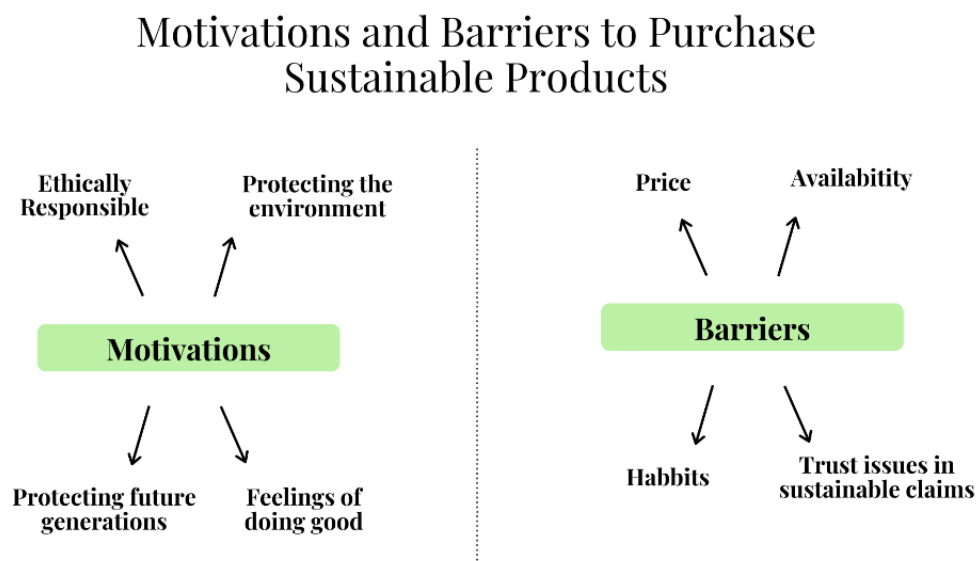 Motivations and Barriers to Purchase
Sustainable Products
Ethically
Responsible
Protecting the
environment
Motivations
Protecting future
generations
Feelings of
doing good
Price
Availabitity
Barriers
Habbits
Trust issues in
sustainable claims